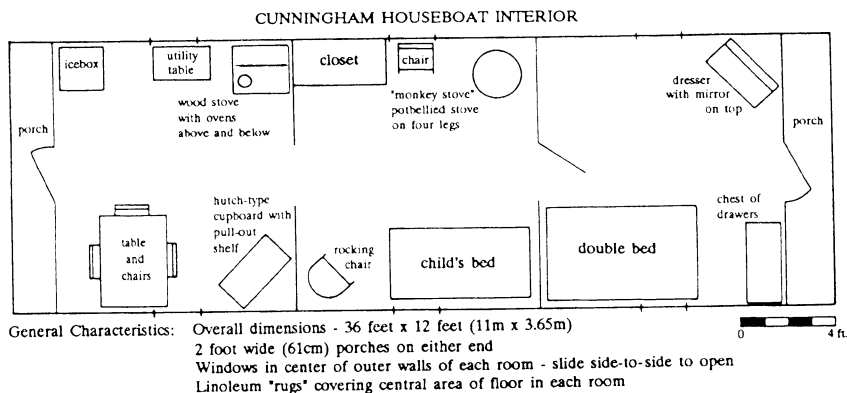 CUNNINGHAM HOUSEBOAT INTERIOR
icebox
utility
table
closet
chair
wood stove
with ovens
above and below
"monkey stove"
potbellied stove
on four legs
dresser
with mirror
on top
porch
porch
hutch-type
cupboard with
pull-out
shelf
table
and
chairs
rocking
chair
child's bed
double bed
chest of
drawers
General Characteristics: Overall dimensions - 36 feet x 12 feet (11m x 3.65m)
2 foot wide (61cm) porches on either end
Windows in center of outer walls of each room - slide side-to-side to open
Linoleum "rugs" covering central area of floor in each room
0 4 ft.